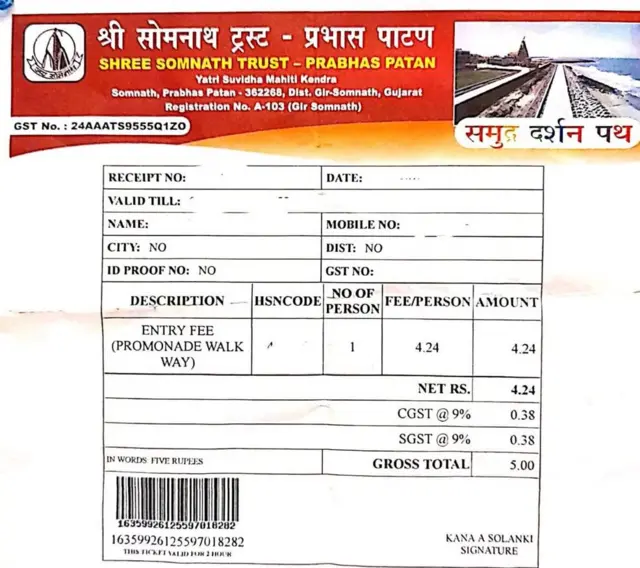 श्री सोमनाथ ट्रस्ट - प्रभास पाटण
SHREE SOMNATH TRUST – PRABHAS PATAN
Yatri Suvidha Mahiti Kendra
Somnath, Prabhas Patan - 362268, Dist. Gir-Somnath, Gujarat
Registration No. A-103 (Gir Somnath)
GST No. : 24AAATS9555Q1ZO
समुद्र दर्शन पथ
RECEIPT NO: DATE:
VALID TILL:
NAME: MOBILE NO:
CITY: NO DIST: NO
ID PROOF NO: NO GST NO:
DESCRIPTION HSNCODE NO OF PERSON FEE/PERSON AMOUNT
ENTRY FEE
(PROMONADE WALK
WAY) 1 4.24 4.24
NET RS. 4.24
CGST @ 9% 0.38
SGST @ 9% 0.38
IN WORDS FIVE RUPEES GROSS TOTAL 5.00
16359926125597018282
16359926125597018282
THIS TICKET VALID FOR 2 HOUR
KANA A SOLANKI
SIGNATURE